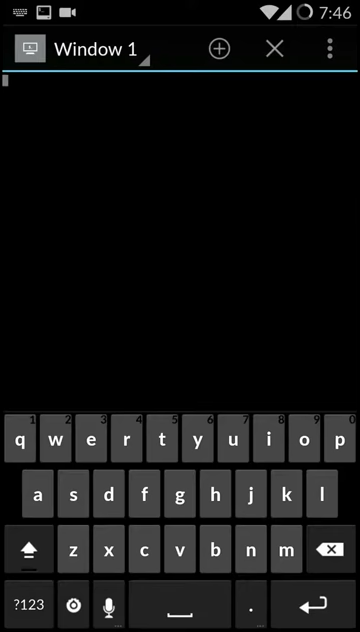 7:46
Window 1
1 2 3 4 5 6 7 8 9 0
q w e r t y u i o p
a s d f g h j k l
z x c v b n m
?123 .